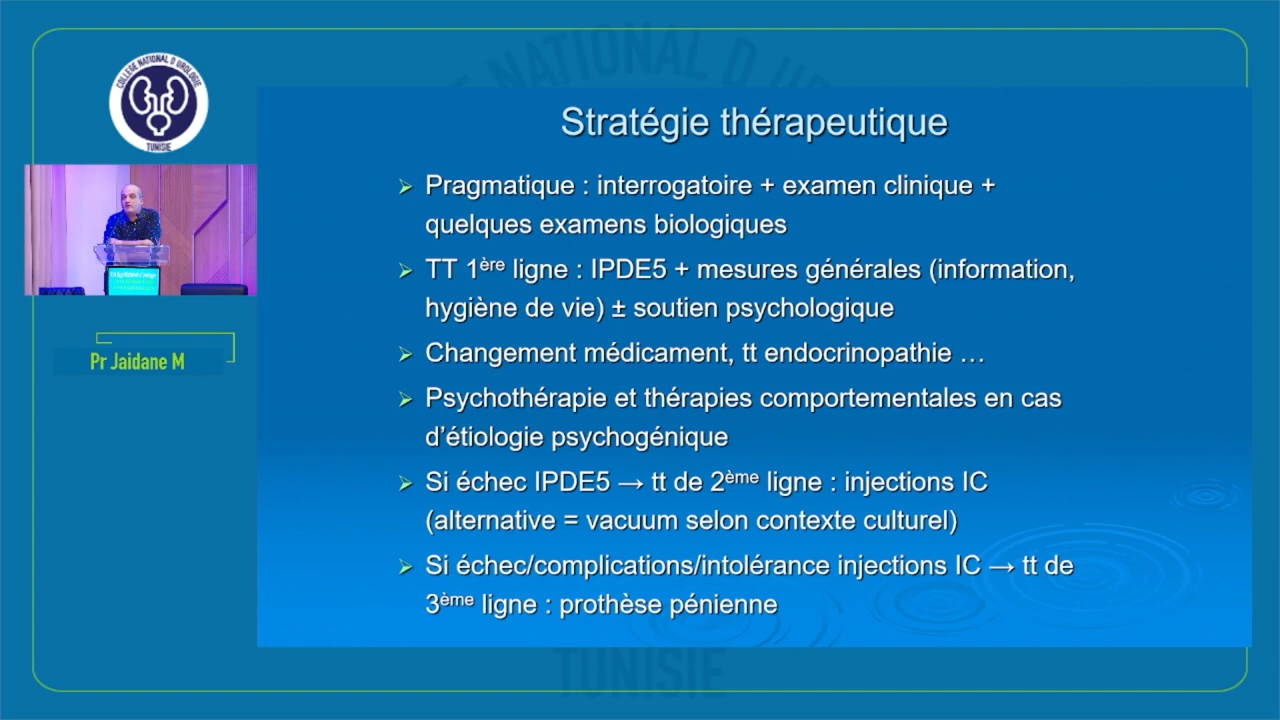 COLLÈGE NATIONAL D UROLOGIE
TUNISIE
Pr Jaidane M
Stratégie thérapeutique
➢ Pragmatique : interrogatoire + examen clinique +
quelques examens biologiques
➢ TT 1ère ligne : IPDE5 + mesures générales (information,
hygiène de vie) ± soutien psychologique
➢ Changement médicament, tt endocrinopathie …
➢ Psychothérapie et thérapies comportementales en cas
d’étiologie psychogénique
➢ Si échec IPDE5 → tt de 2ème ligne : injections IC
(alternative = vacuum selon contexte culturel)
➢ Si échec/complications/intolérance injections IC → tt de
3ème ligne : prothèse pénienne
NATIONAL D
TUNISIE